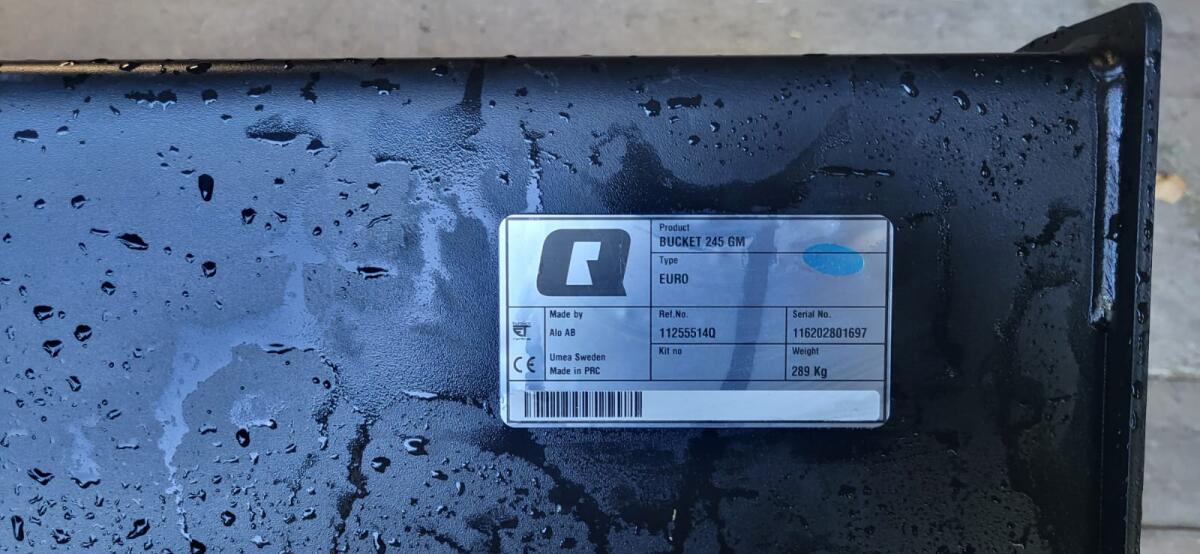 Q
Product
BUCKET 245 GM
Type
EURO
Made by
Alo AB
Umea Sweden
Made in PRC
CE
Ref.No.
11255514Q
Serial No.
116202801697
Kit no
Weight
289 Kg